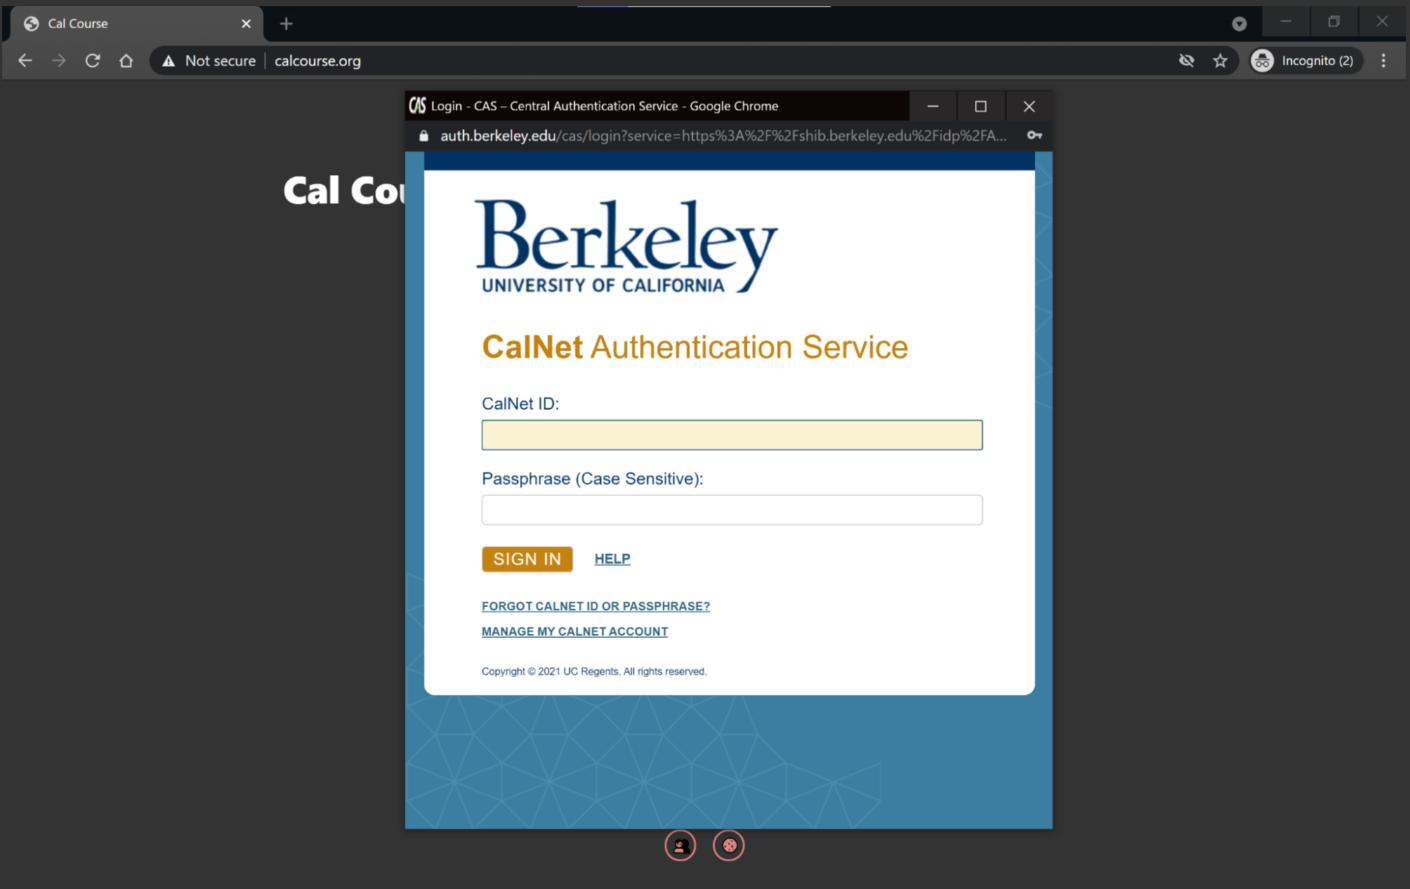 Cal Course
Not secure calcourse.org Incognito (2)
CAS Login - CAS – Central Authentication Service - Google Chrome
auth.berkeley.edu/cas/login?service=https%3A%2F%2Fshib.berkeley.edu%2Fidp%2FA...
Cal Cou
Berkeley
UNIVERSITY OF CALIFORNIA
CalNet Authentication Service
CalNet ID:
Passphrase (Case Sensitive):
SIGN IN HELP
FORGOT CALNET ID OR PASSPHRASE?
MANAGE MY CALNET ACCOUNT
Copyright © 2021 UC Regents. All rights reserved.